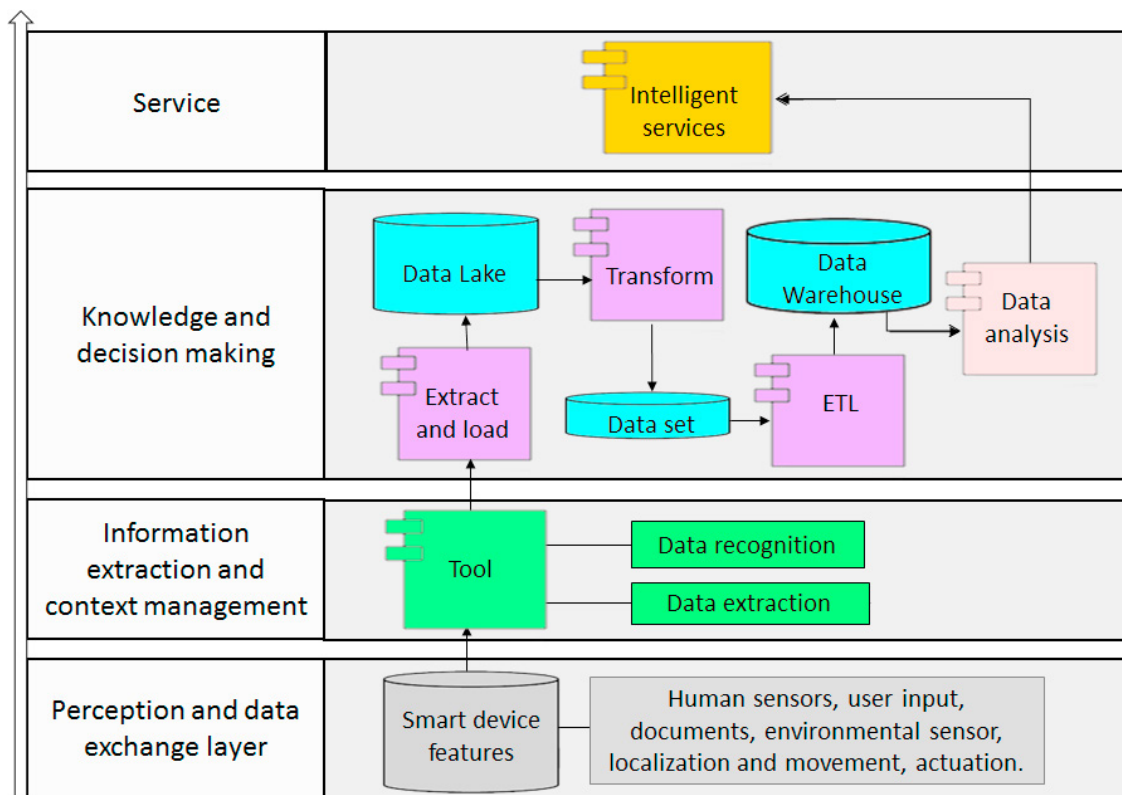 Service
Intelligent
services
Knowledge and
decision making
Data Lake
Transform
Data
Warehouse
Data
analysis
Extract
and load
Data set
ETL
Information
extraction and
context management
Tool
Data recognition
Data extraction
Perception and data
exchange layer
Smart device
features
Human sensors, user input,
documents, environmental sensor,
localization and movement, actuation.